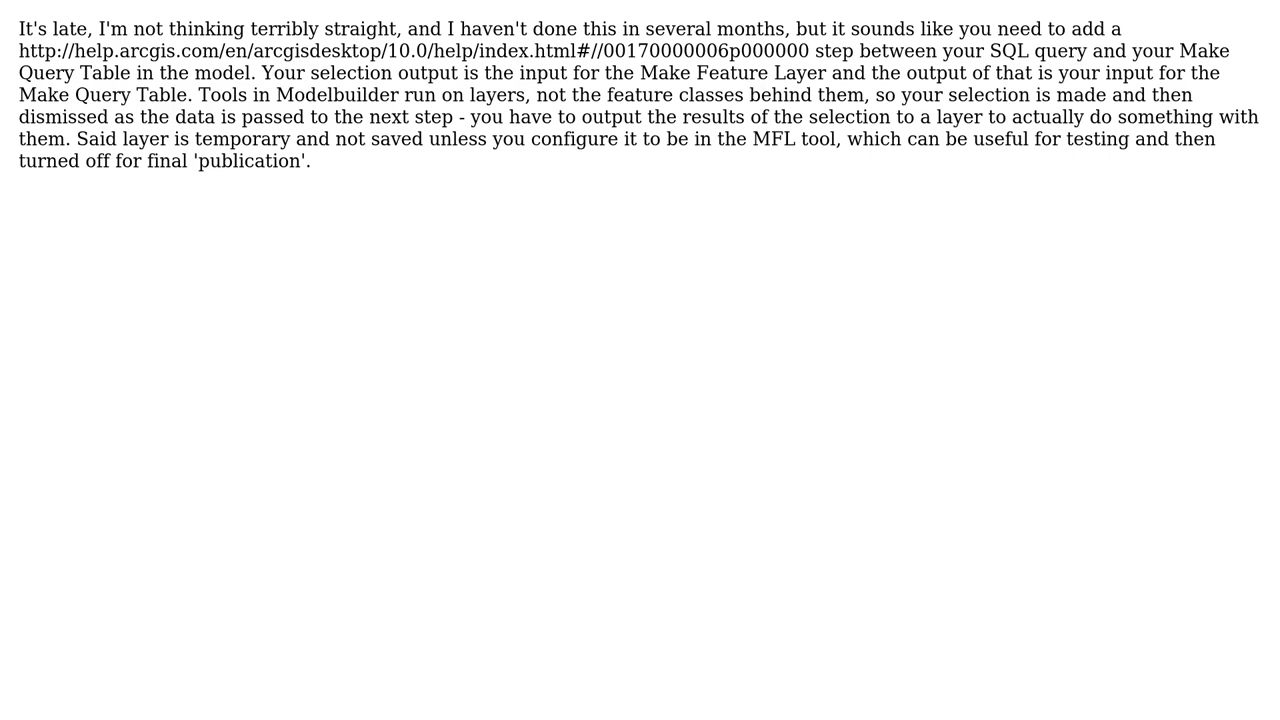 It's late, I'm not thinking terribly straight, and I haven't done this in several months, but it sounds like you need to add a
http://help.arcgis.com/en/arcgisdesktop/10.0/help/index.html#//00170000006p000000 step between your SQL query and your Make
Query Table in the model. Your selection output is the input for the Make Feature Layer and the output of that is your input for the
Make Query Table. Tools in Modelbuilder run on layers, not the feature classes behind them, so your selection is made and then
dismissed as the data is passed to the next step - you have to output the results of the selection to a layer to actually do something with
them. Said layer is temporary and not saved unless you configure it to be in the MFL tool, which can be useful for testing and then
turned off for final 'publication'.